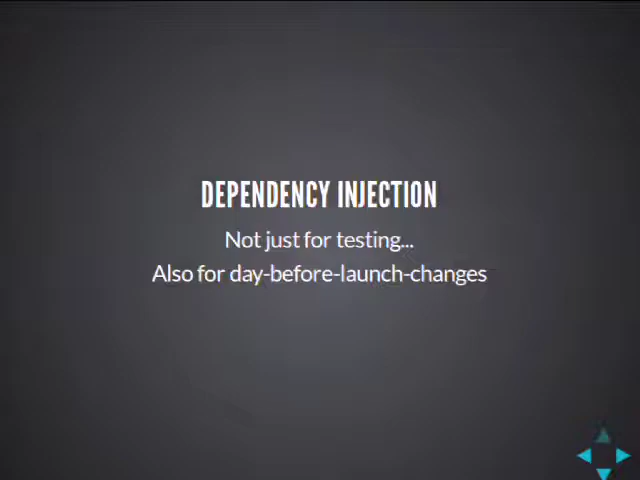 DEPENDENCY INJECTION
Not just for testing...
Also for day-before-launch-changes